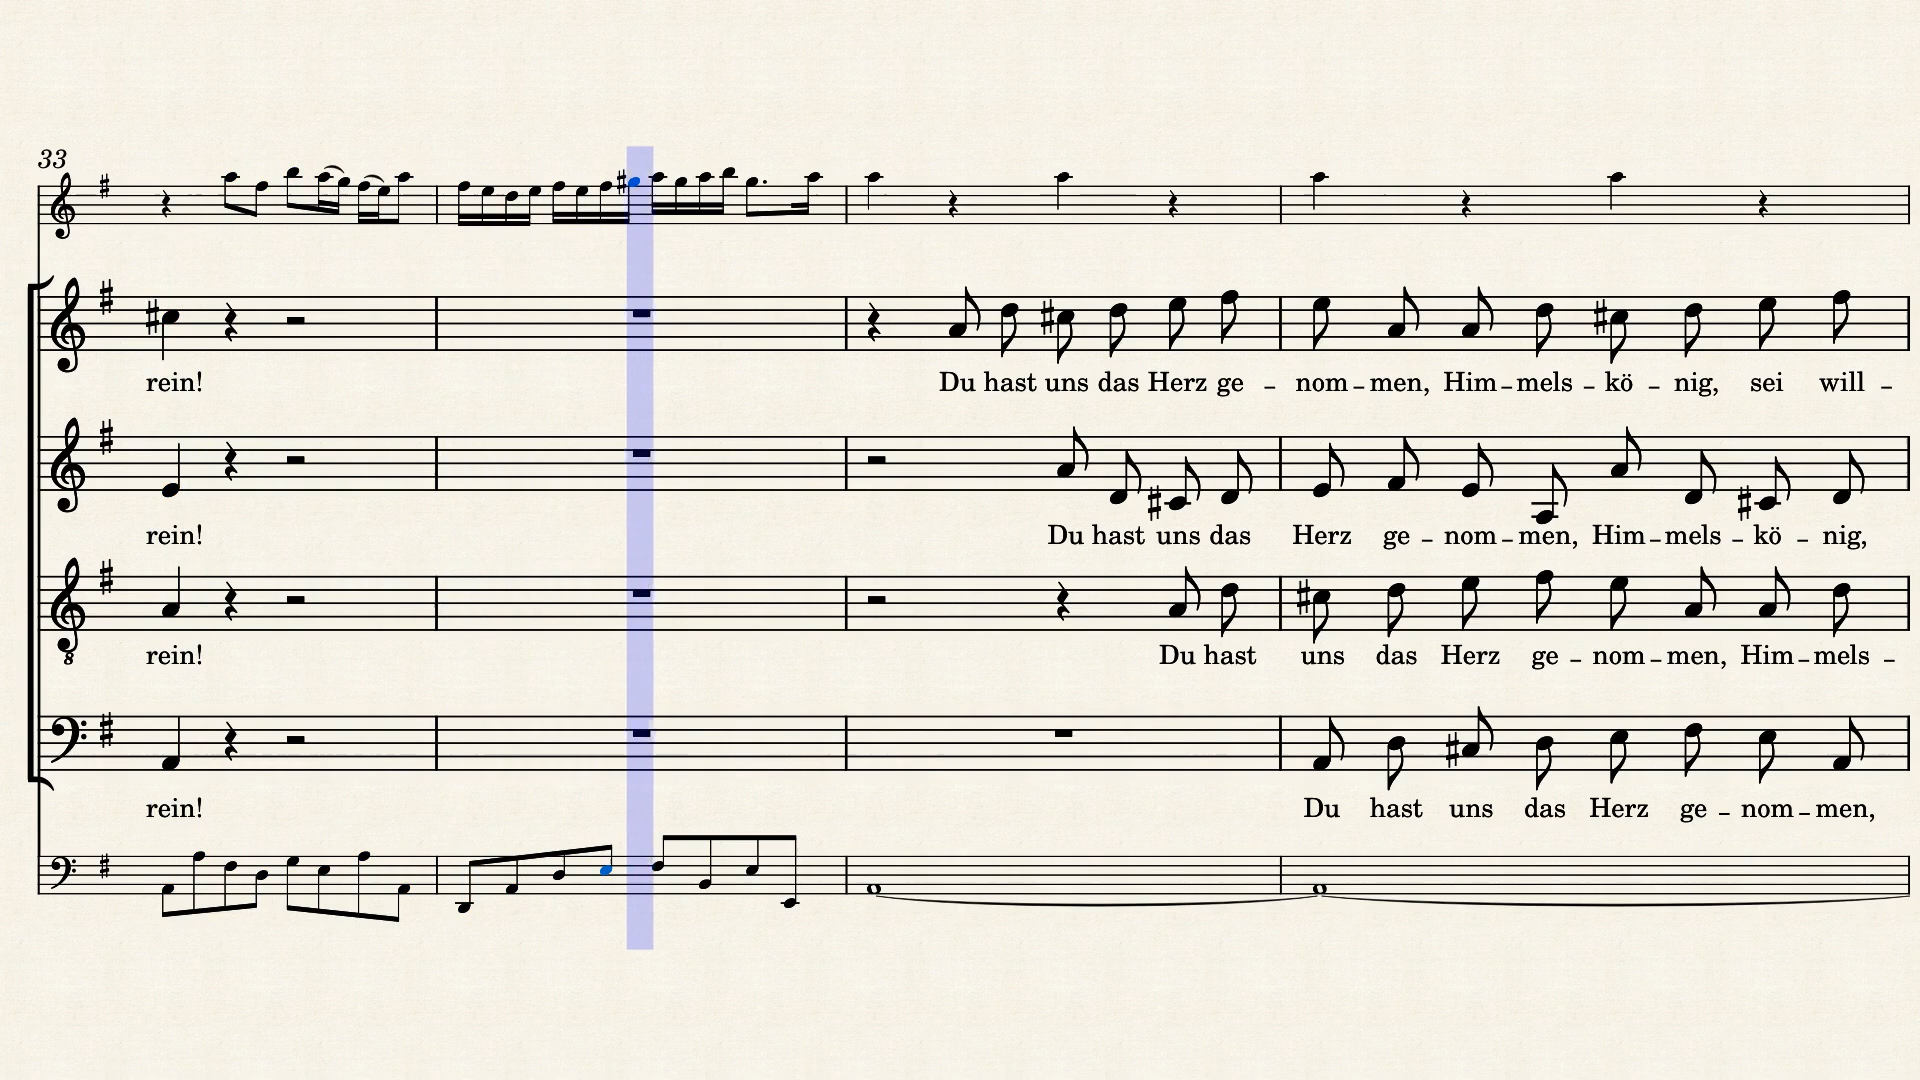 33
rein! Du hast uns das Herz ge – nom – men, Him – mels – kö – nig, sei will –
rein! Du hast uns das Herz ge – nom – men, Him – mels – kö – nig,
8
rein! Du hast uns das Herz ge – nom – men, Him – mels –
rein! Du hast uns das Herz ge – nom – men,